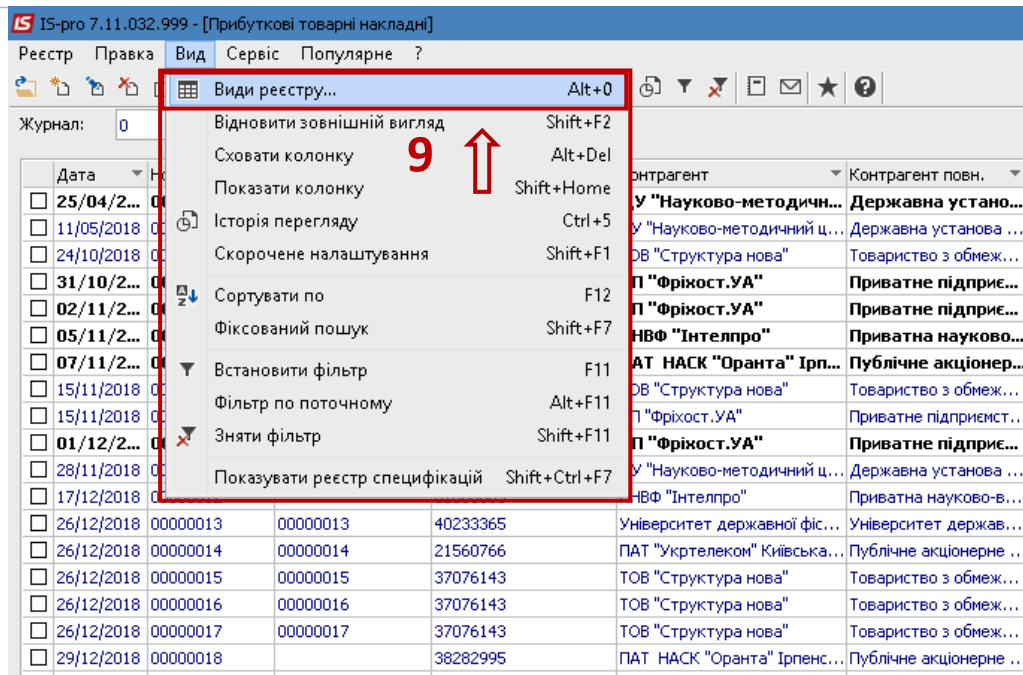 IS-pro 7.11.032.999 - [Прибуткові товарні накладні]
Реєстр Правка Вид Сервіс Популярне ?
Журнал: 0
Види реєстру... Alt+0
Відновити зовнішній вигляд Shift+F2
Сховати колонку Alt+Del
Показати колонку Shift+Home
Історія перегляду Ctrl+5
Скорочене налаштування Shift+F1
Сортувати по F12
Фіксований пошук Shift+F7
Встановити фільтр F11
Фільтр по поточному Alt+F11
Зняти фільтр Shift+F11
Показувати реєстр специфікацій Shift+Ctrl+F7
9
Дата Но онтрагент Контрагент повн.
25/04/2... У "Науково-методичн... Державна устано...
11/05/2018 У "Науково-методичний ц... Державна установа ...
24/10/2018 ОВ "Структура нова" Товариство з обмеж...
31/10/2... П "Фріхост.УА" Приватне підприє...
02/11/2... П "Фріхост.УА" Приватне підприє...
05/11/2... НВФ "Інтелпро" Приватна науково...
07/11/2... АТ НАСК "Оранта" Ірп... Публічне акціонер...
15/11/2018 ОВ "Структура нова" Товариство з обмеж...
15/11/2018 П "Фріхост.УА" Приватне підприємст...
01/12/2... П "Фріхост.УА" Приватне підприє...
28/11/2018 У "Науково-методичний ц... Державна установа ...
17/12/2018 НВФ "Інтелпро" Приватна науково-в...
26/12/2018 00000013 00000013 40233365 Університет державної фіс... Університет держав...
26/12/2018 00000014 00000014 21560766 ПАТ "Укртелеком" Київська... Публічне акціонерне ...
26/12/2018 00000015 00000015 37076143 ТОВ "Структура нова" Товариство з обмеж...
26/12/2018 00000016 00000016 37076143 ТОВ "Структура нова" Товариство з обмеж...
26/12/2018 00000017 00000017 37076143 ТОВ "Структура нова" Товариство з обмеж...
29/12/2018 00000018 38282995 ПАТ НАСК "Оранта" Ірпенс... Публічне акціонерне ...